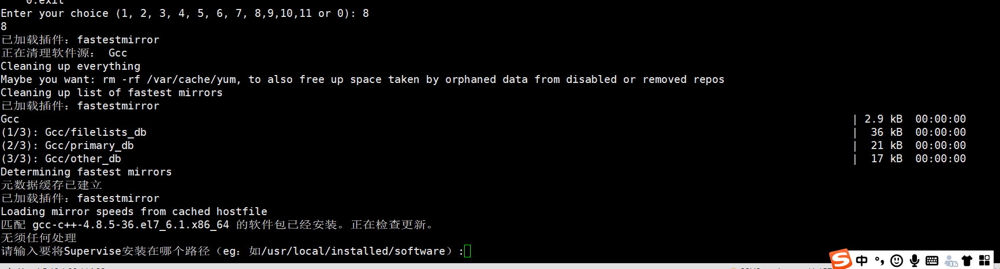 0.exit
Enter your choice (1, 2, 3, 4, 5, 6, 7, 8,9,10,11 or 0): 8
8
已加载插件：fastestmirror
正在清理软件源： Gcc
Cleaning up everything
Maybe you want: rm -rf /var/cache/yum, to also free up space taken by orphaned data from disabled or removed repos
Cleaning up list of fastest mirrors
已加载插件：fastestmirror
Gcc | 2.9 kB 00:00:00
(1/3): Gcc/filelists_db | 36 kB 00:00:00
(2/3): Gcc/primary_db | 21 kB 00:00:00
(3/3): Gcc/other_db | 17 kB 00:00:00
Determining fastest mirrors
元数据缓存已建立
已加载插件：fastestmirror
Loading mirror speeds from cached hostfile
匹配 gcc-c++-4.8.5-36.el7_6.1.x86_64 的软件包已经安装。正在检查更新。
无须任何处理
请输入要将Supervise安装在哪个路径（eg：如/usr/local/installed/software）:
S 中